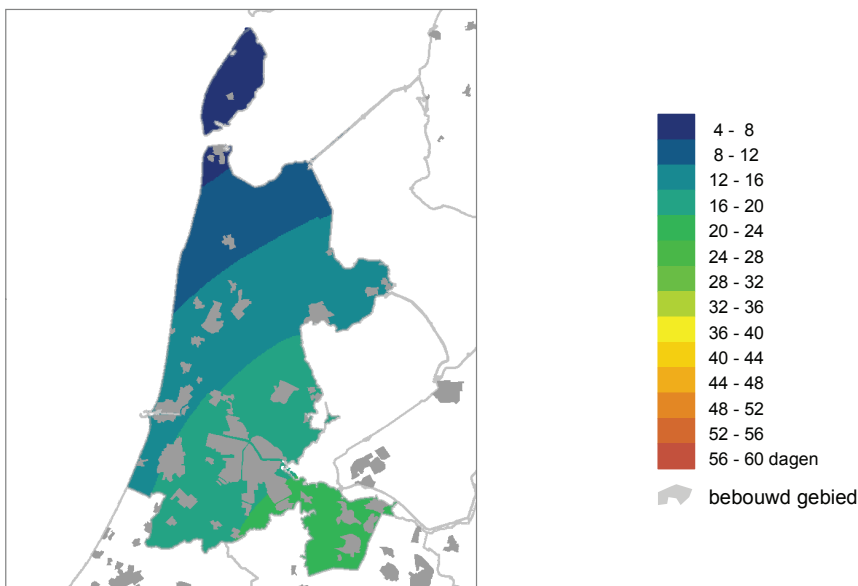 4 - 8
8 - 12
12 - 16
16 - 20
20 - 24
24 - 28
28 - 32
32 - 36
36 - 40
40 - 44
44 - 48
48 - 52
52 - 56
56 - 60 dagen
bebouwd gebied